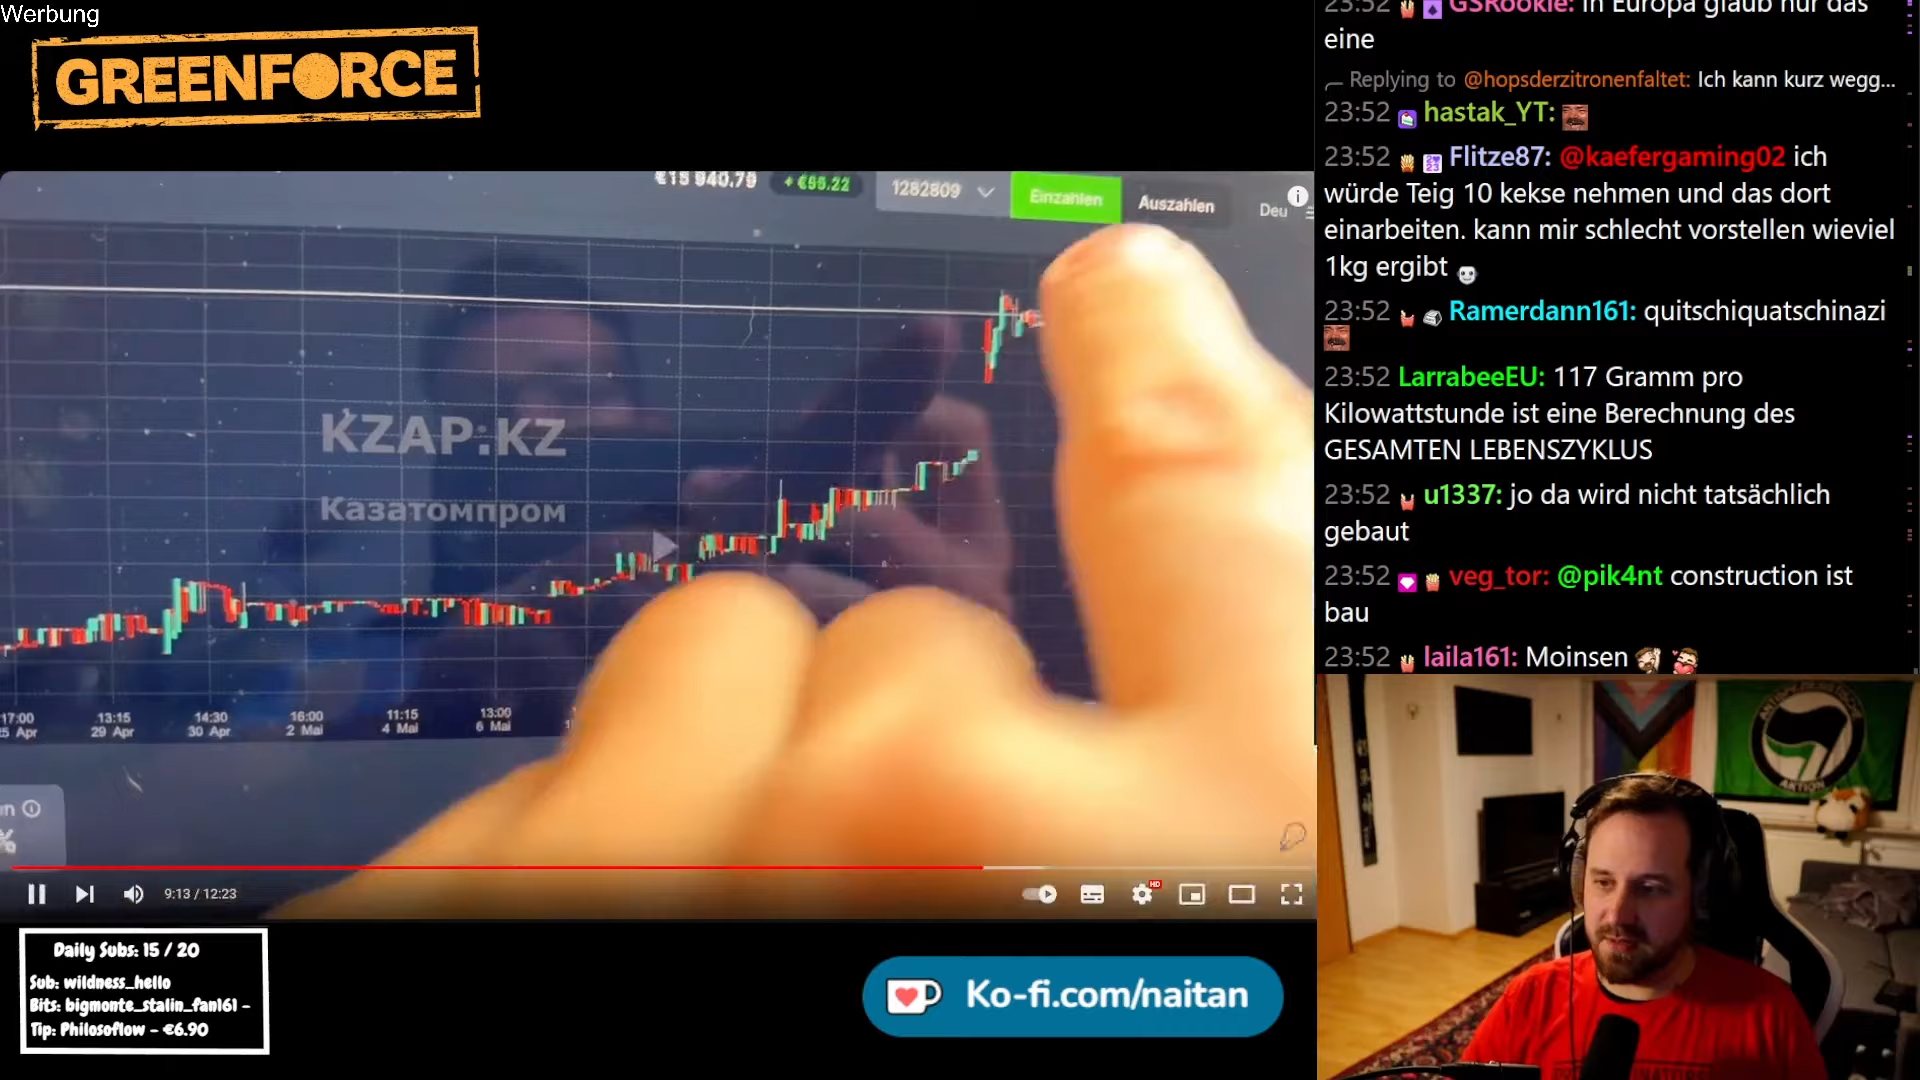 Werbung
GREENFORCE
€15 940.79
+ €95.22
1282809
Einzahlen
Auszahlen
Deu
KZAP.KZ
Казатомпром
17:00
13:15
14:30
16:00
11:15
13:00
5 Apr
29 Apr
30 Apr
2 Mai
4 Mai
6 Mai
9:13 / 12:23
HD
Daily Subs: 15 / 20
Sub: wildness_hello
Bits: bigmonte_stalin_fan161 -
Tip: Philosoflow - €6.90
Ko-fi.com/naitan
23:52 GSRookie: In Europa glaub nur das
eine
Replying to @hopsderzitronenfaltet: Ich kann kurz wegg...
23:52 hastak_YT:
23:52 Flitze87: @kaefergaming02 ich
würde Teig 10 kekse nehmen und das dort
einarbeiten. kann mir schlecht vorstellen wieviel
1kg ergibt
23:52 Ramerdann161: quitschiquatschinazi
23:52 LarrabeeEU: 117 Gramm pro
Kilowattstunde ist eine Berechnung des
GESAMTEN LEBENSZYKLUS
23:52 u1337: jo da wird nicht tatsächlich
gebaut
23:52 veg_tor: @pik4nt construction ist
bau
23:52 laila161: Moinsen
AKTION